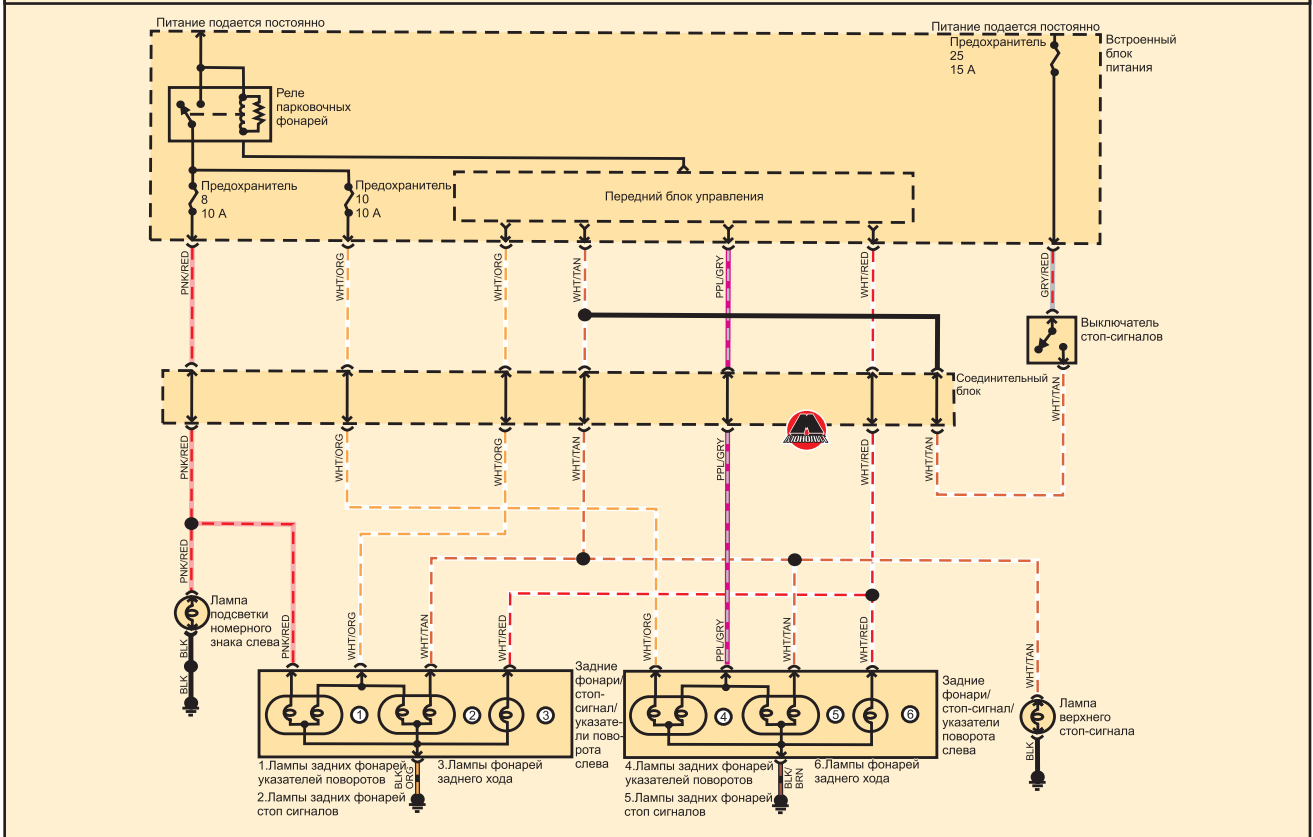 Питание подается постоянно
Питание подается постоянно
Предохранитель
25
15 А
Встроенный
блок
питания
Реле
парковочных
фонарей
Предохранитель
8
10 А
Предохранитель
10
10 А
Передний блок управления
PNK/RED
WHT/ORG
WHT/ORG
WHT/TAN
PPL/GRY
WHT/RED
GRY/RED
Выключатель
стоп-сигналов
Соединительный
блок
WHT/TAN
PNK/RED
WHT/ORG
WHT/ORG
WHT/TAN
PPL/GRY
WHT/RED
WHT/TAN
PNK/RED
Лампа
подсветки
номерного
знака слева
BLK
BLK
PNK/RED
WHT/ORG
WHT/TAN
WHT/RED
WHT/ORG
PPL/GRY
WHT/TAN
WHT/RED
WHT/TAN
Задние
фонари/
стоп-
сигнал/
указате-
ли пово-
рота
слева
Задние
фонари/
стоп-сигнал/
указатели
поворота
слева
Лампа
верхнего
стоп-сигнала
BLK
1
2
3
4
5
6
1.Лампы задних фонарей
указателей поворотов
2.Лампы задних фонарей
стоп сигналов
BLK/
ORG
3.Лампы фонарей
заднего хода
4.Лампы задних фонарей
указателей поворотов
5.Лампы задних фонарей
стоп сигналов
BLK/
BRN
6.Лампы фонарей
заднего хода